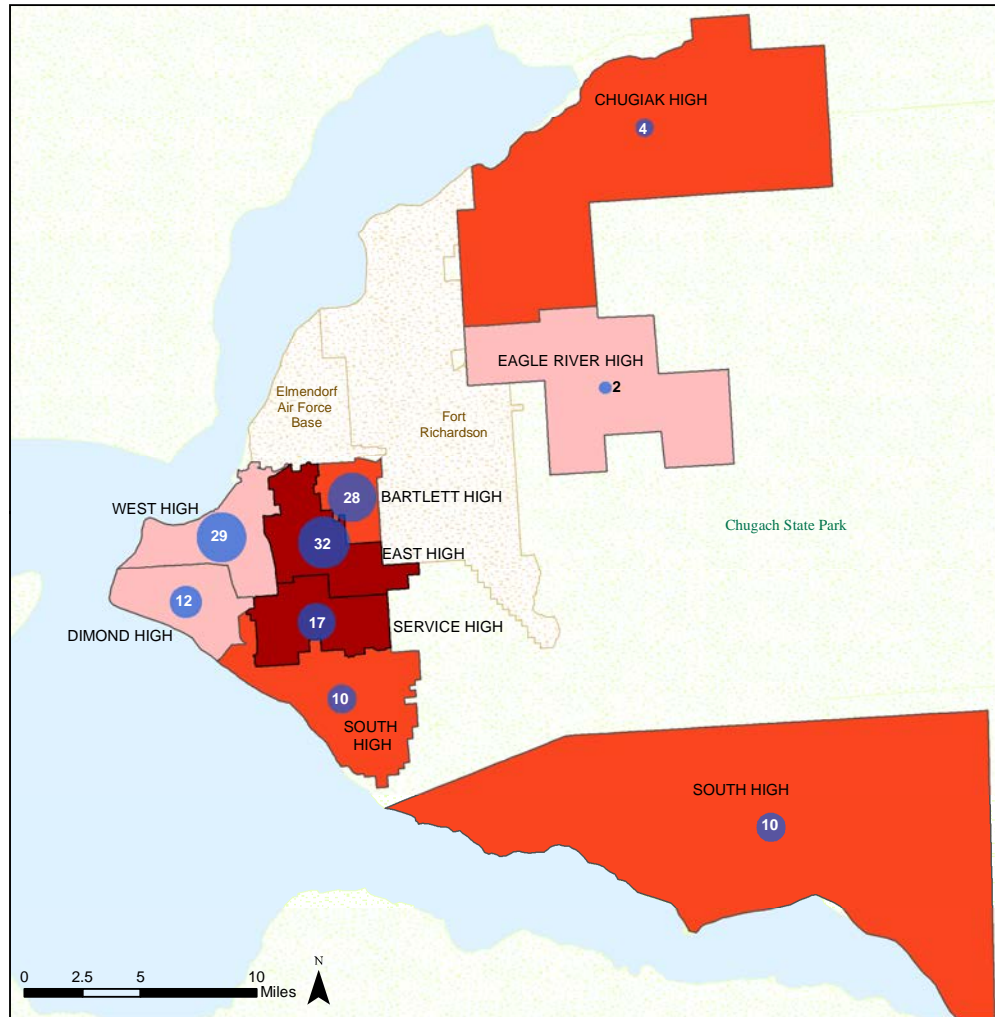 CHUGIAK HIGH
4
EAGLE RIVER HIGH
2
Elmendorf
Air Force
Base
Fort
Richardson
WEST HIGH
29
28
BARTLETT HIGH
32
EAST HIGH
Chugach State Park
12
DIMOND HIGH
17
SERVICE HIGH
10
SOUTH
HIGH
SOUTH HIGH
10
0 2.5 5 10
Miles
N